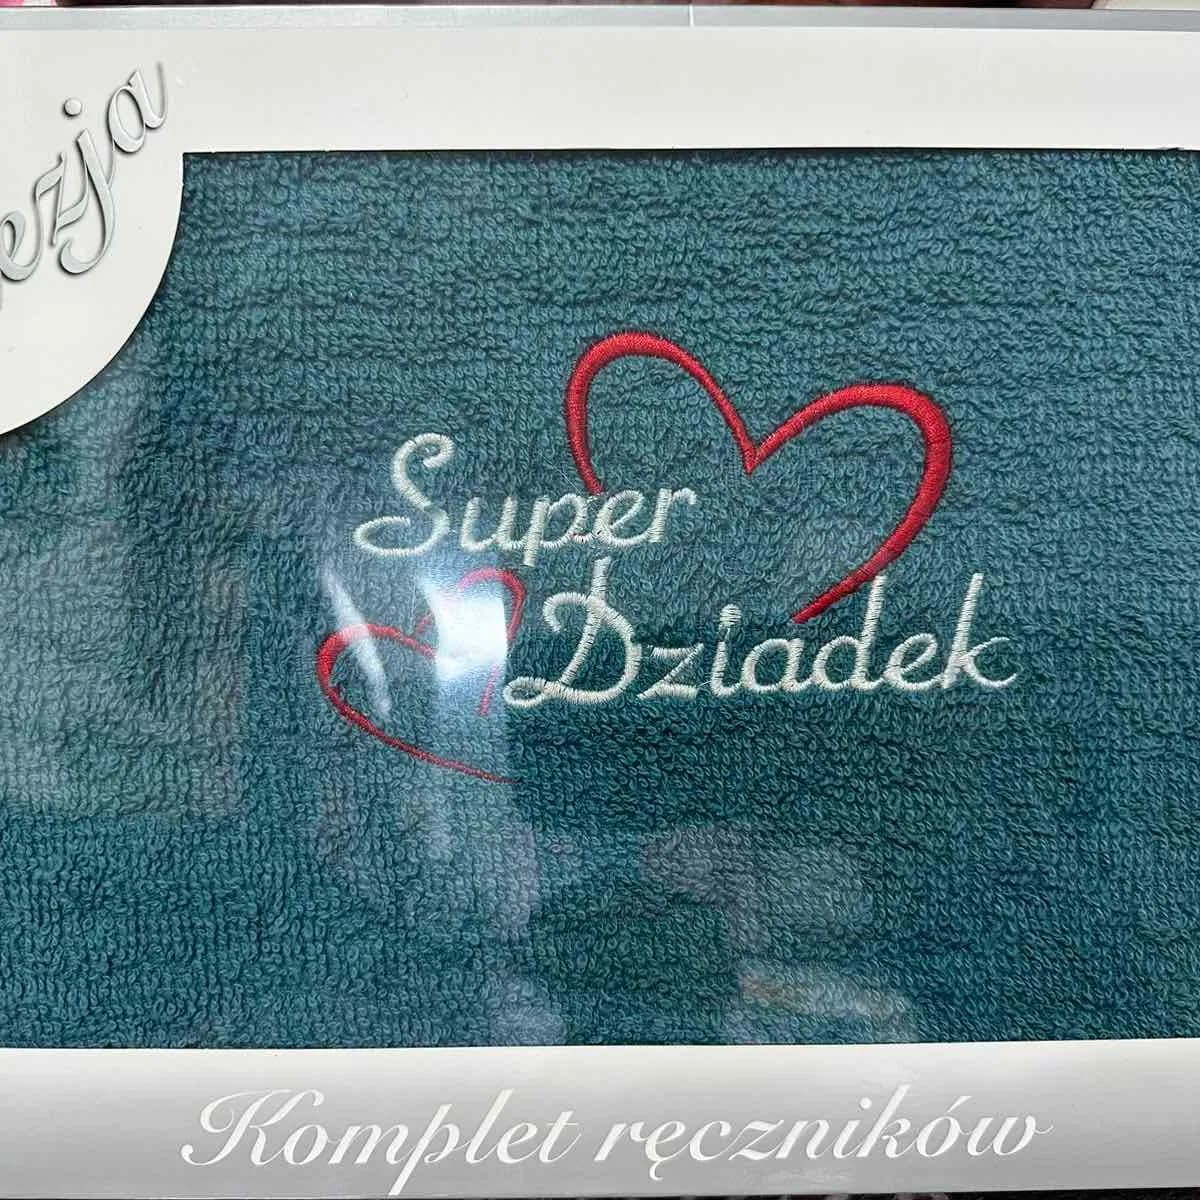 Super
Dziadek
Komplet ręczników